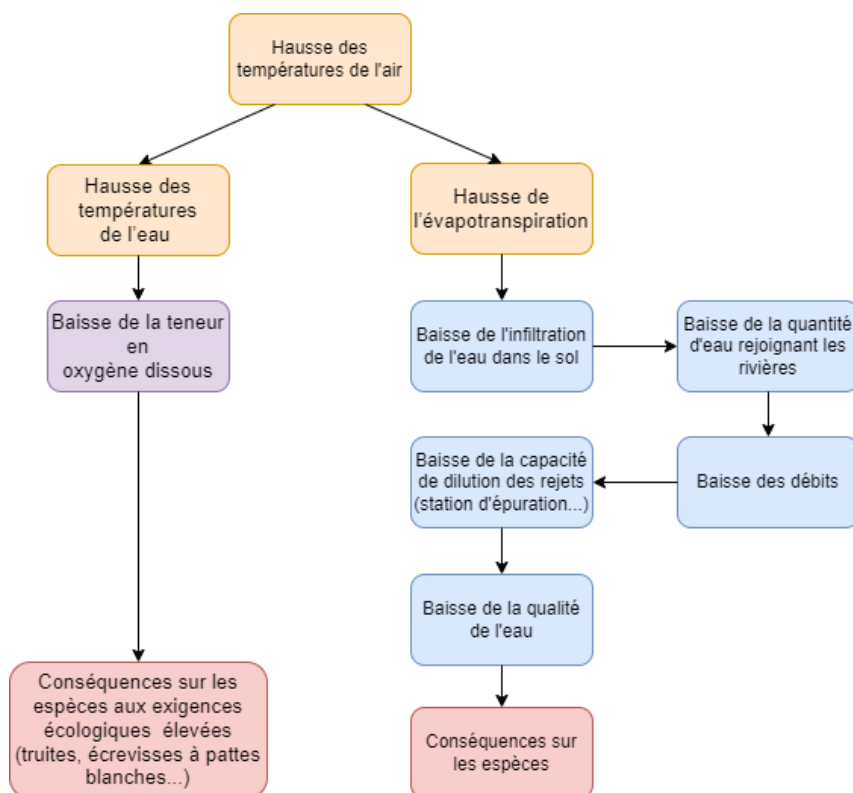 Hausse des
températures de l'air
Hausse des
températures
de l'eau
Hausse de
l'évapotranspiration
Baisse de la teneur
en
oxygène dissous
Baisse de l'infiltration
de l'eau dans le sol
Baisse de la quantité
d'eau rejoignant les
rivières
Baisse de la capacité
de dilution des rejets
(station d'épuration...)
Baisse des débits
Baisse de la qualité
de l'eau
Conséquences sur les
espèces aux exigences
écologiques élevées
(truites, écrevisses à pattes
blanches...)
Conséquences sur
les espèces